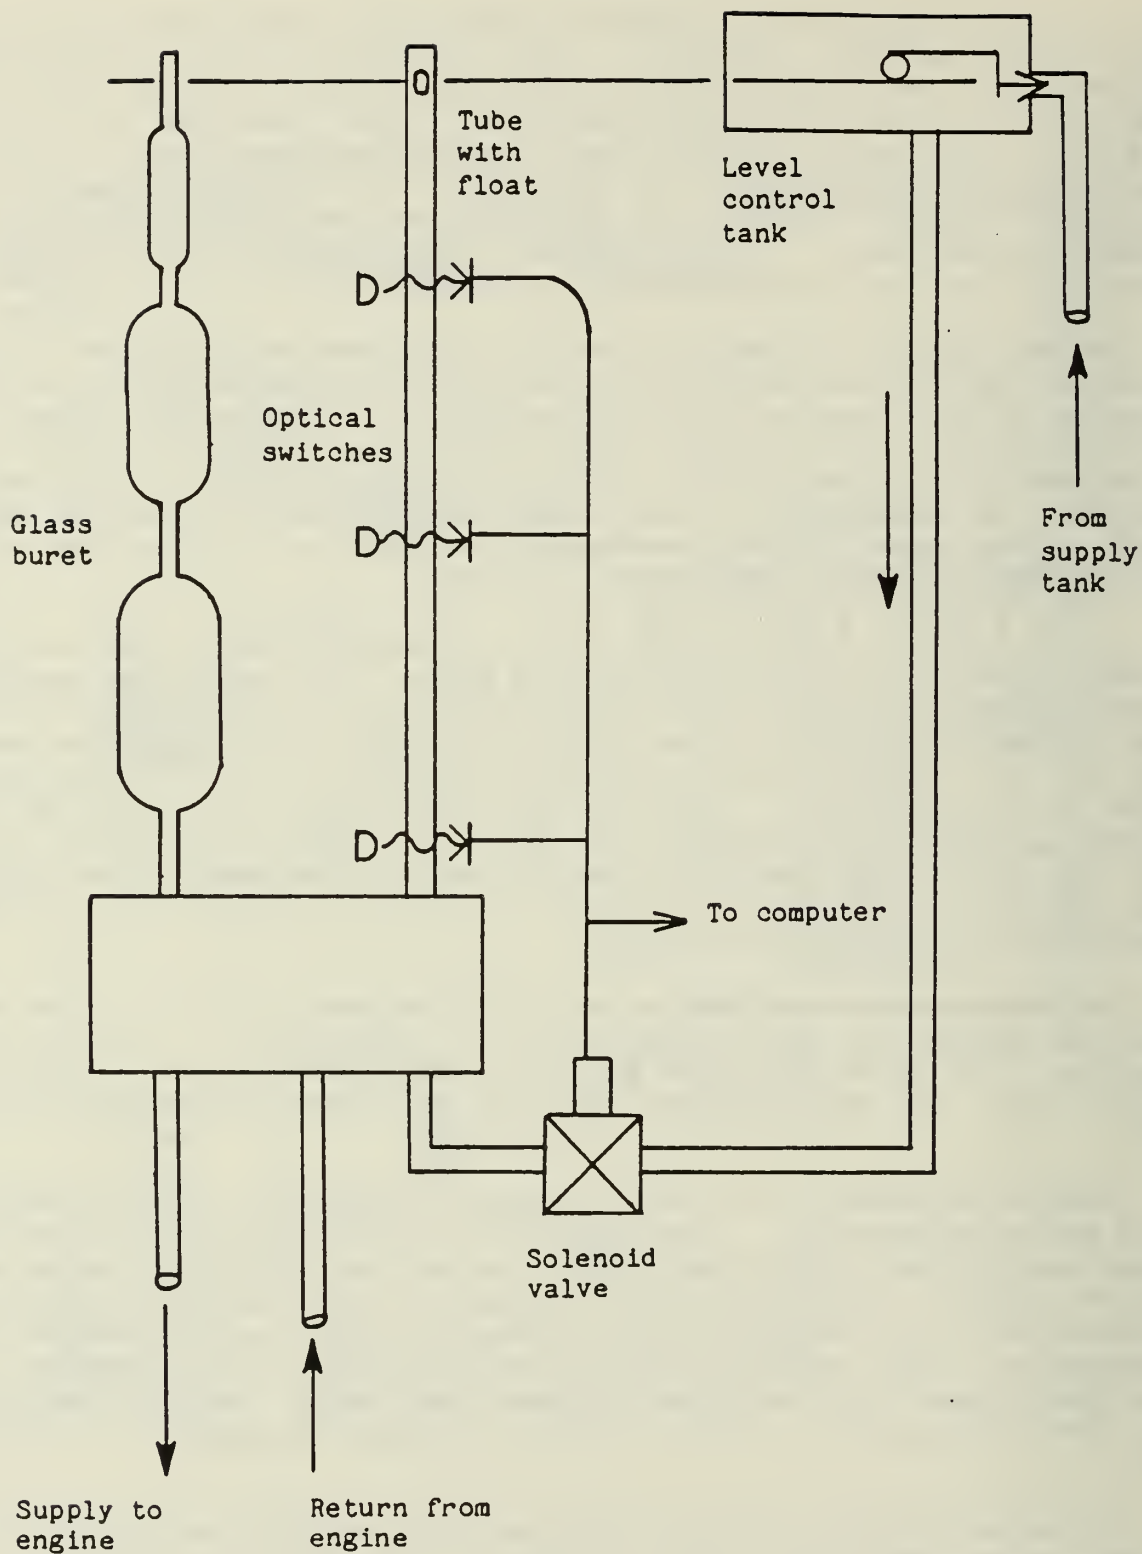 Tube
with
float
Level
control
tank
Optical
switches
Glass
buret
From
supply
tank
To computer
Solenoid
valve
Supply to
engine
Return from
engine